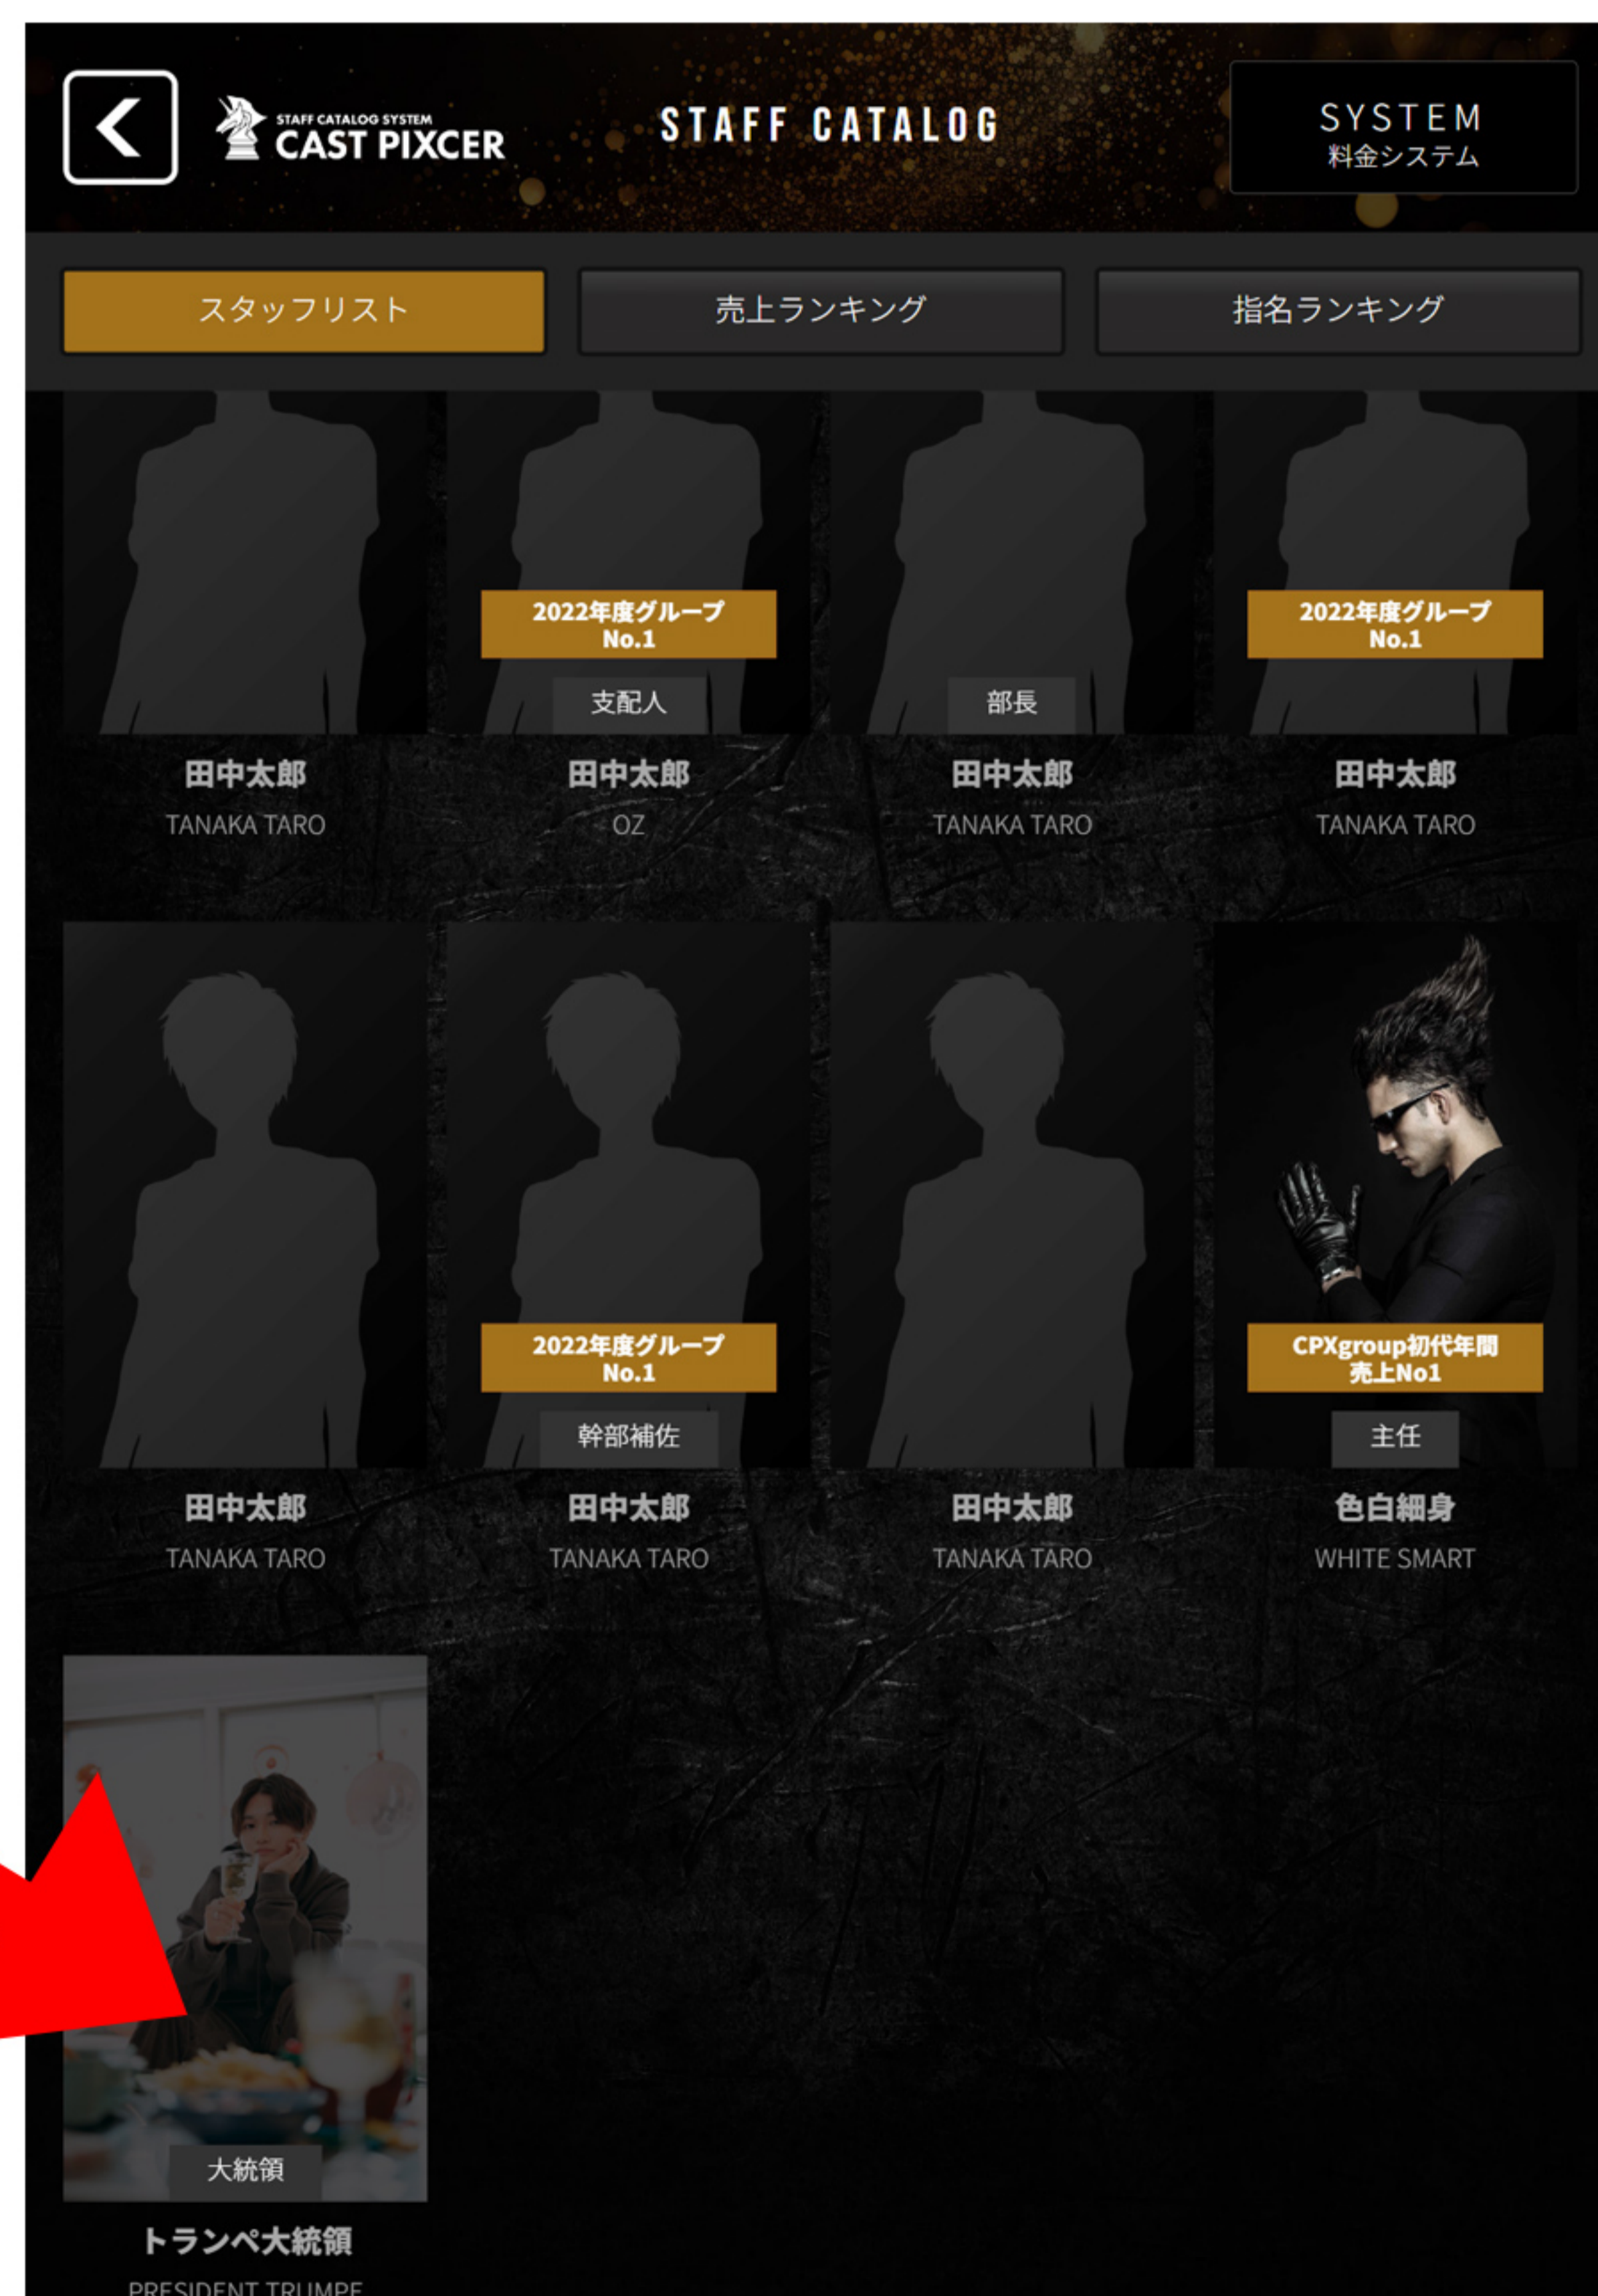 STAFF CATALOG SYSTEM
CAST PIXCER
STAFF CATALOG
SYSTEM
料金システム
スタッフリスト
売上ランキング
指名ランキング
2022年度グループ
No.1
2022年度グループ
No.1
支配人
部長
田中太郎
田中太郎
田中太郎
田中太郎
TANAKA TARO
OZ
TANAKA TARO
TANAKA TARO
2022年度グループ
No.1
CPXgroup初代年間
売上No1
幹部補佐
主任
田中太郎
田中太郎
田中太郎
色白細身
TANAKA TARO
TANAKA TARO
TANAKA TARO
WHITE SMART
大統領
トランペ大統領
PRESIDENT TRUMPE